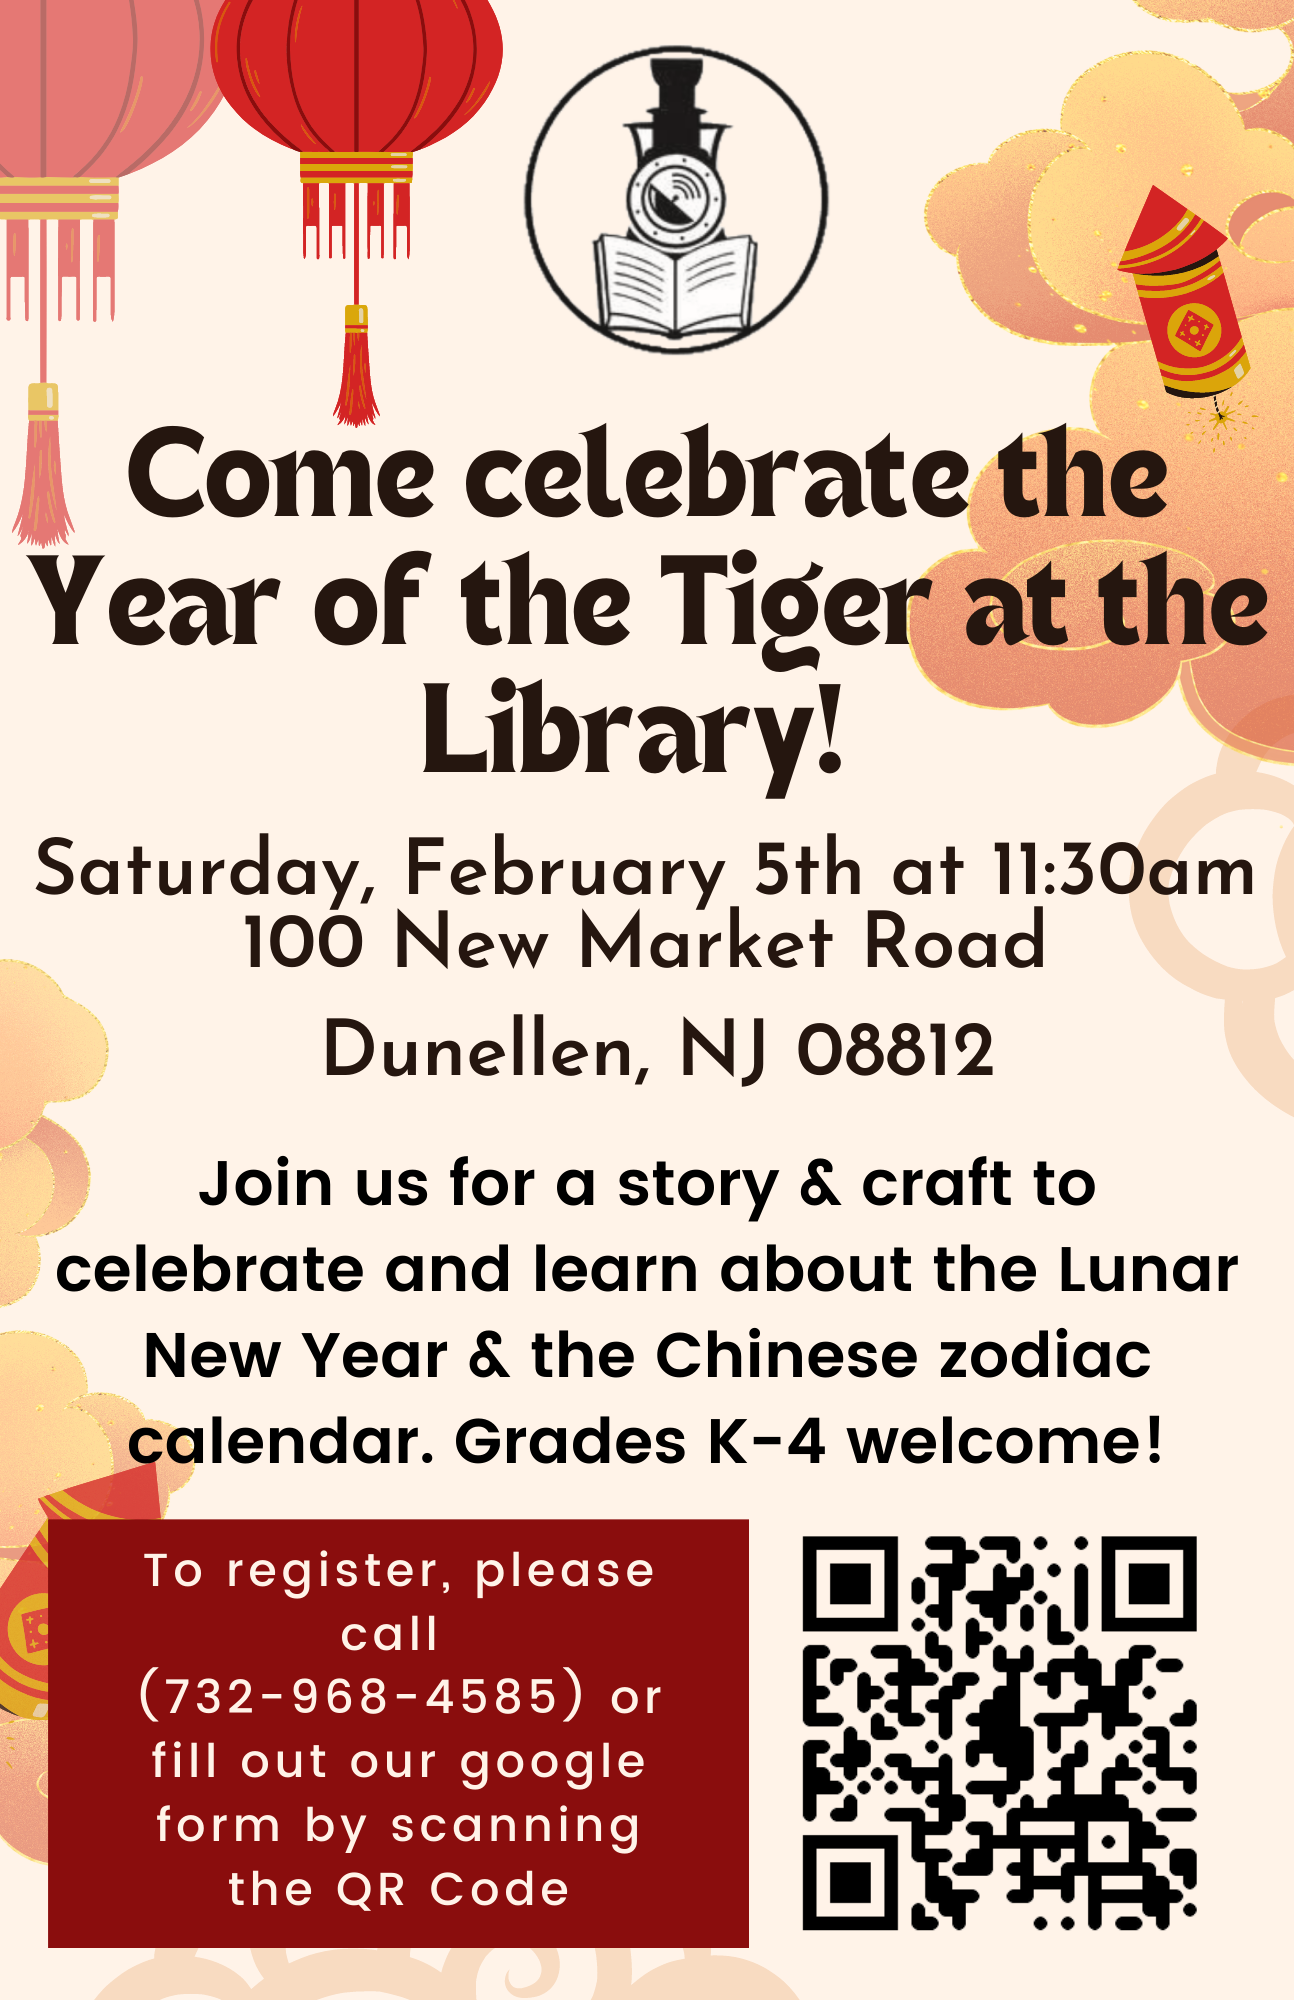 Come celebrate the
Year of the Tiger at the
Library!
Saturday, February 5th at 11:30am
100 New Market Road
Dunellen, NJ 08812
Join us for a story & craft to
celebrate and learn about the Lunar
New Year & the Chinese zodiac
calendar. Grades K-4 welcome!
To register, please
call
(732-968-4585) or
fill out our google
form by scanning
the QR Code